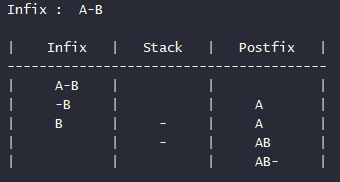 Infix :  A-B
|    Infix    |   Stack   |   Postfix   |
----------------------------------------
|     A-B     |           |             |
|     -B      |           |     A       |
|     B       |     -     |     A       |
|             |     -     |     AB      |
|             |           |     AB-     |